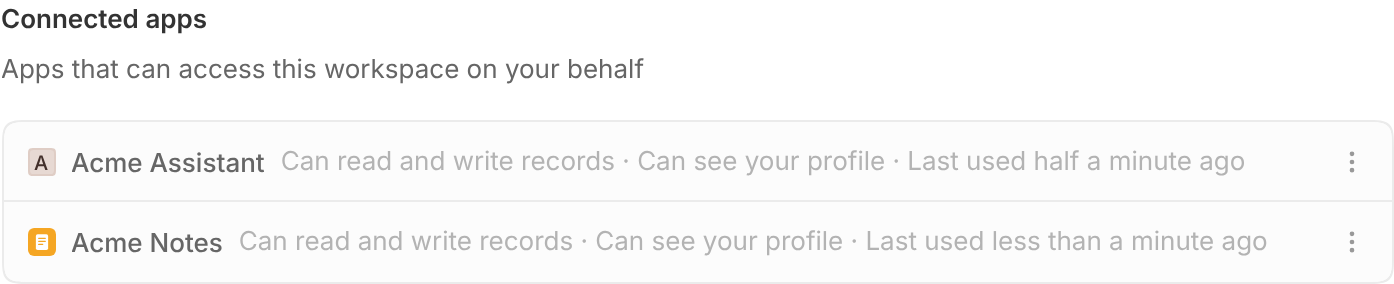 Connected apps
Apps that can access this workspace on your behalf
A Acme Assistant Can read and write records · Can see your profile · Last used half a minute ago
Acme Notes Can read and write records · Can see your profile · Last used less than a minute ago